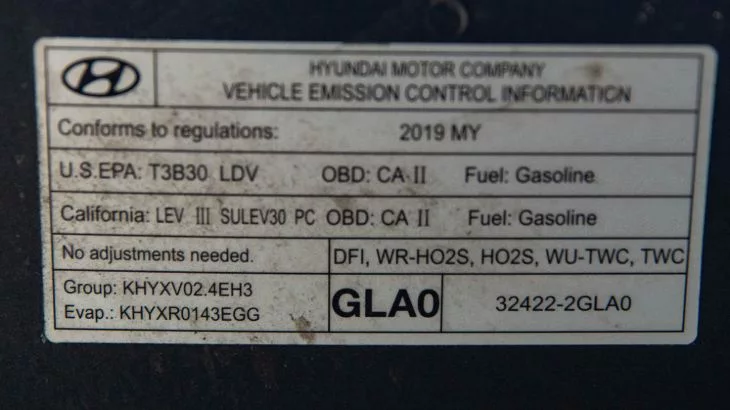 HYUNDAI MOTOR COMPANY
VEHICLE EMISSION CONTROL INFORMATION
Conforms to regulations: 2019 MY
U.S.EPA: T3B30 LDV OBD: CA II Fuel: Gasoline
California: LEV III SULEV30 PC OBD: CA II Fuel: Gasoline
No adjustments needed. DFI, WR-HO2S, HO2S, WU-TWC, TWC
Group: KHYXV02.4EH3
Evap.: KHYXR0143EGG
GLA0
32422-2GLA0